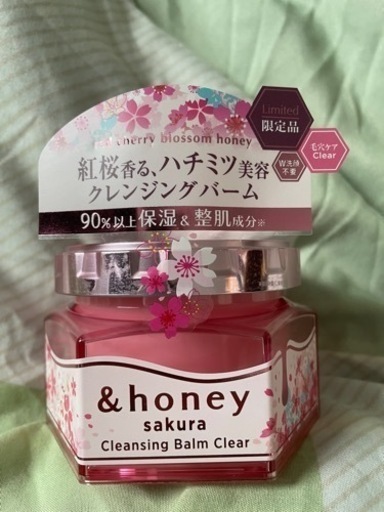 Limited
限定品
cherry blossom honey
毛穴ケア
Clear
W洗顔
不要
紅桜香る、ハチミツ美容
クレンジングバーム
90%以上保湿&整肌成分※
&honey
sakura
Cleansing Balm Clear